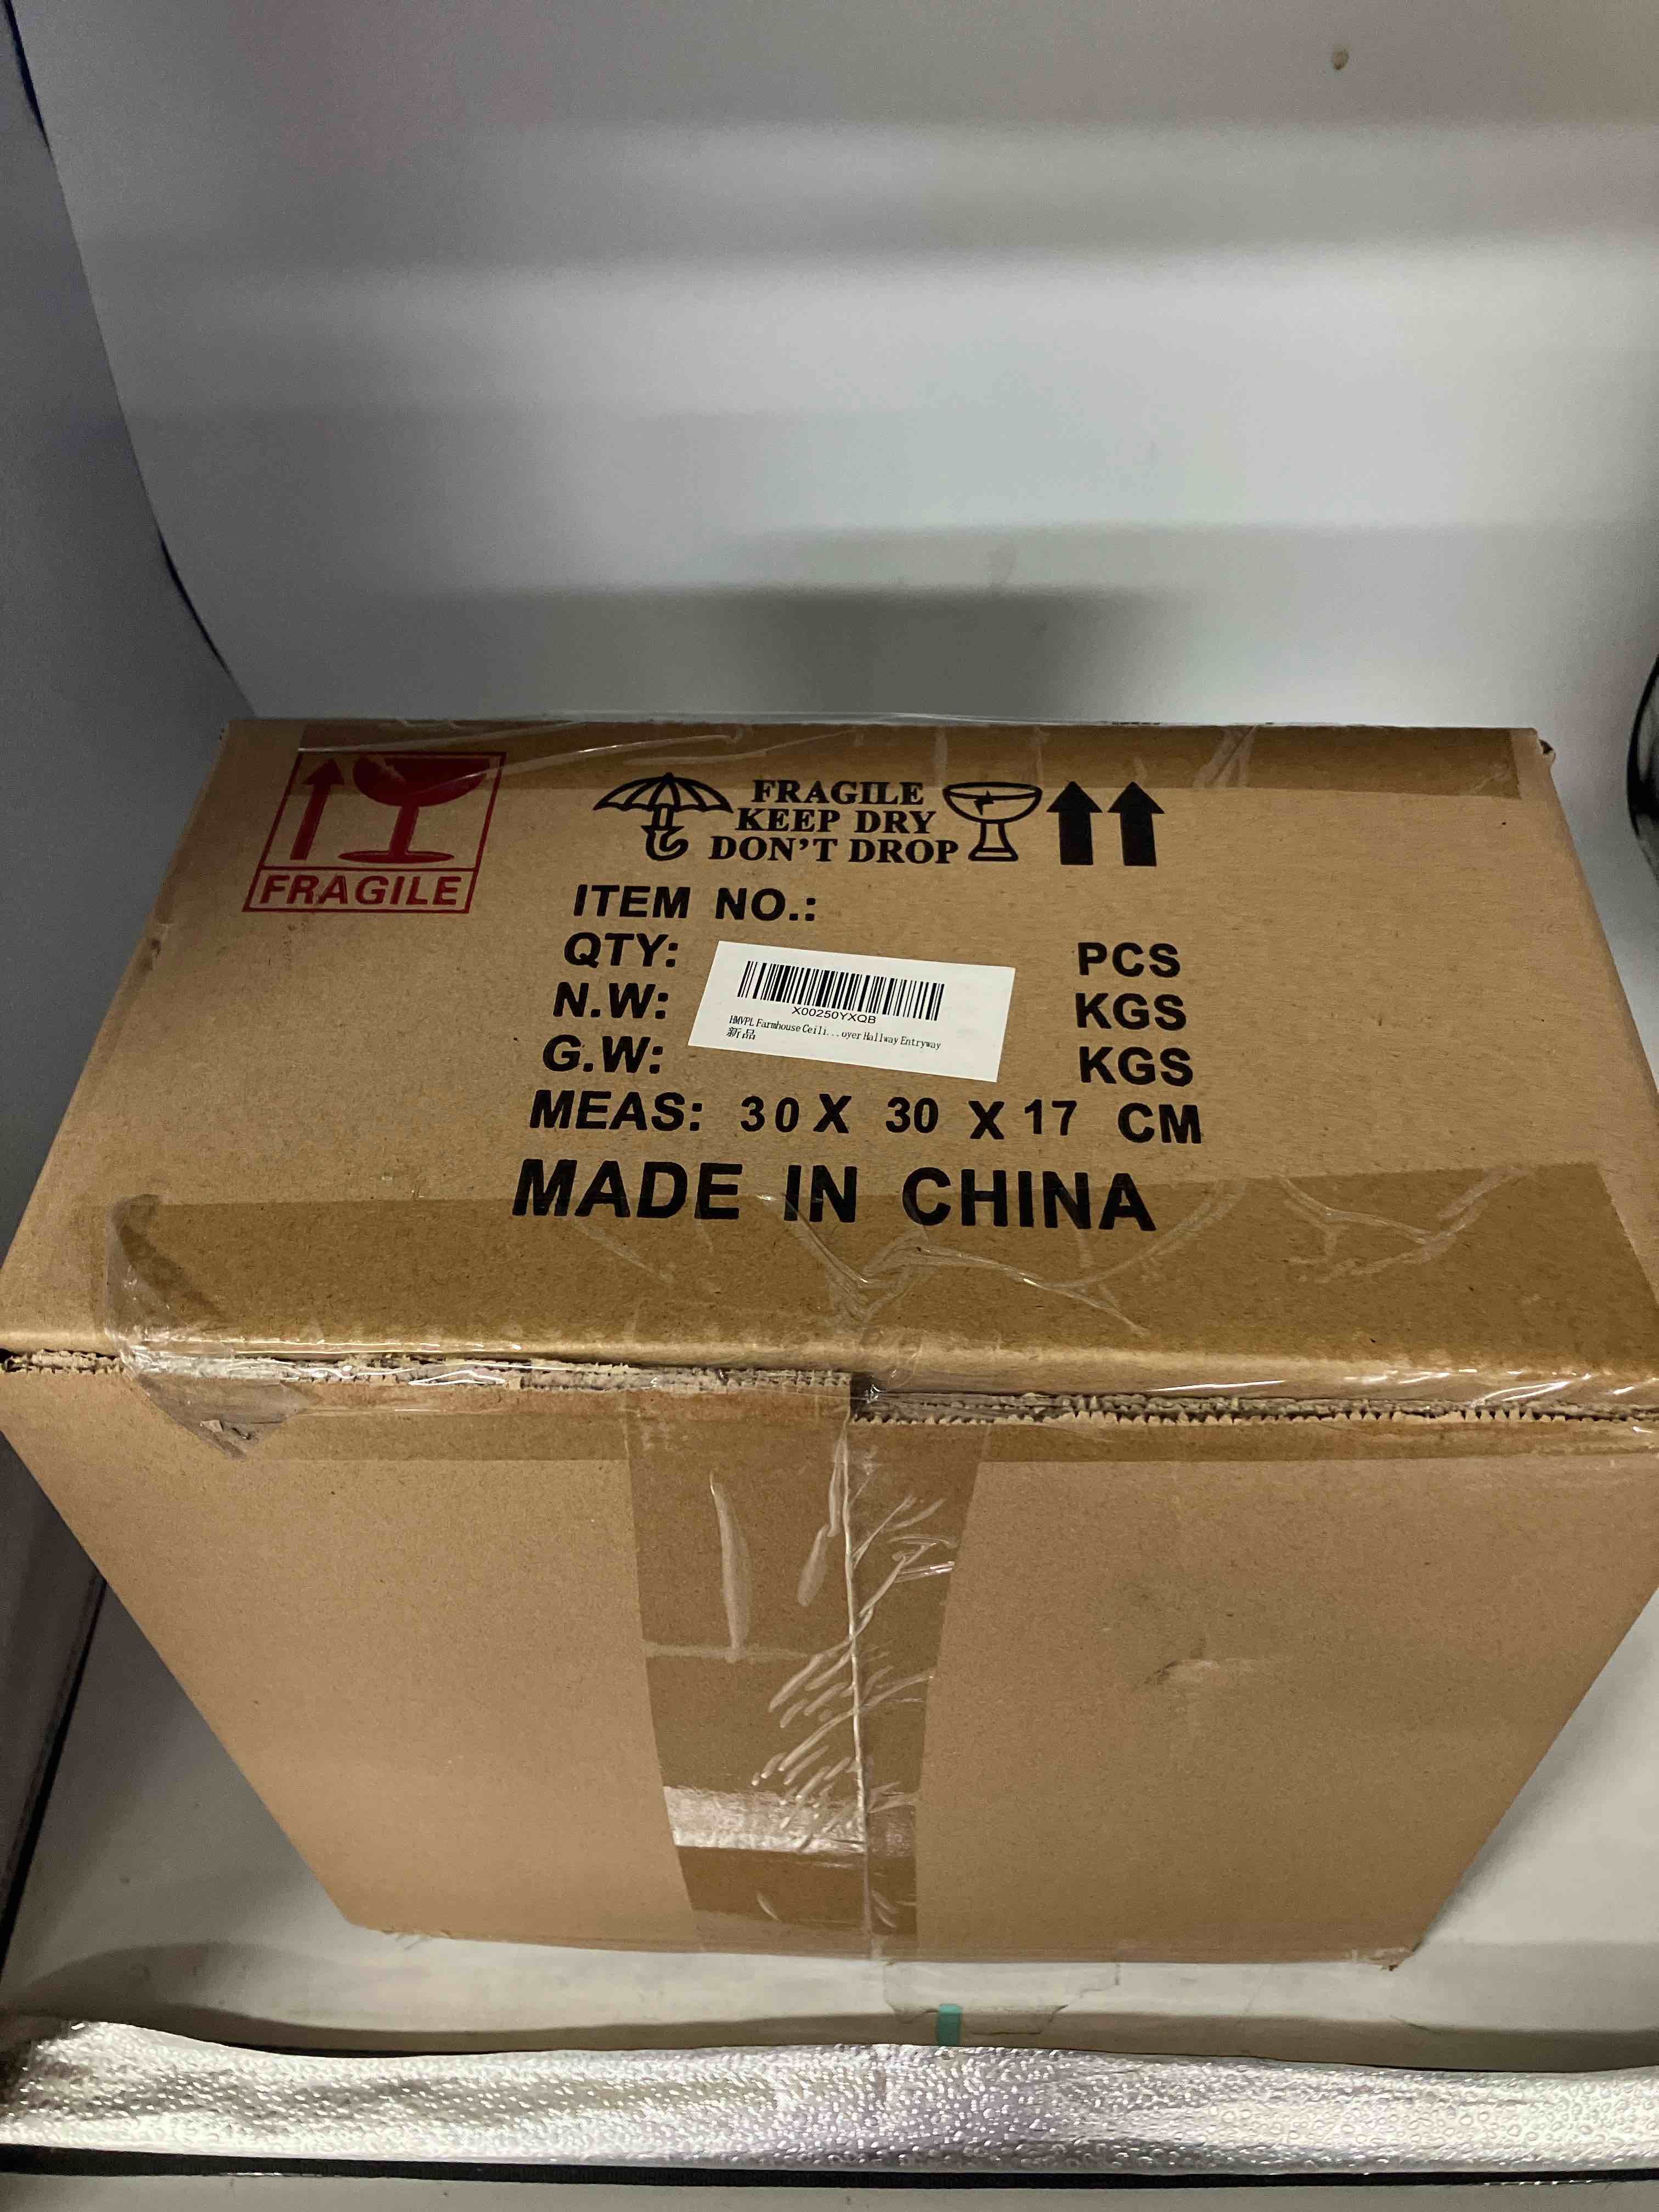 FRAGILE
FRAGILE
KEEP DRY
DON'T DROP
ITEM NO.:
QTY: PCS
N.W: KGS
G.W: KGS
X00250YXQB
HMVPL Farmhouse Ceili...oyer Hallway Entryway
新品
MEAS: 30 X 30 X 17 CM
MADE IN CHINA